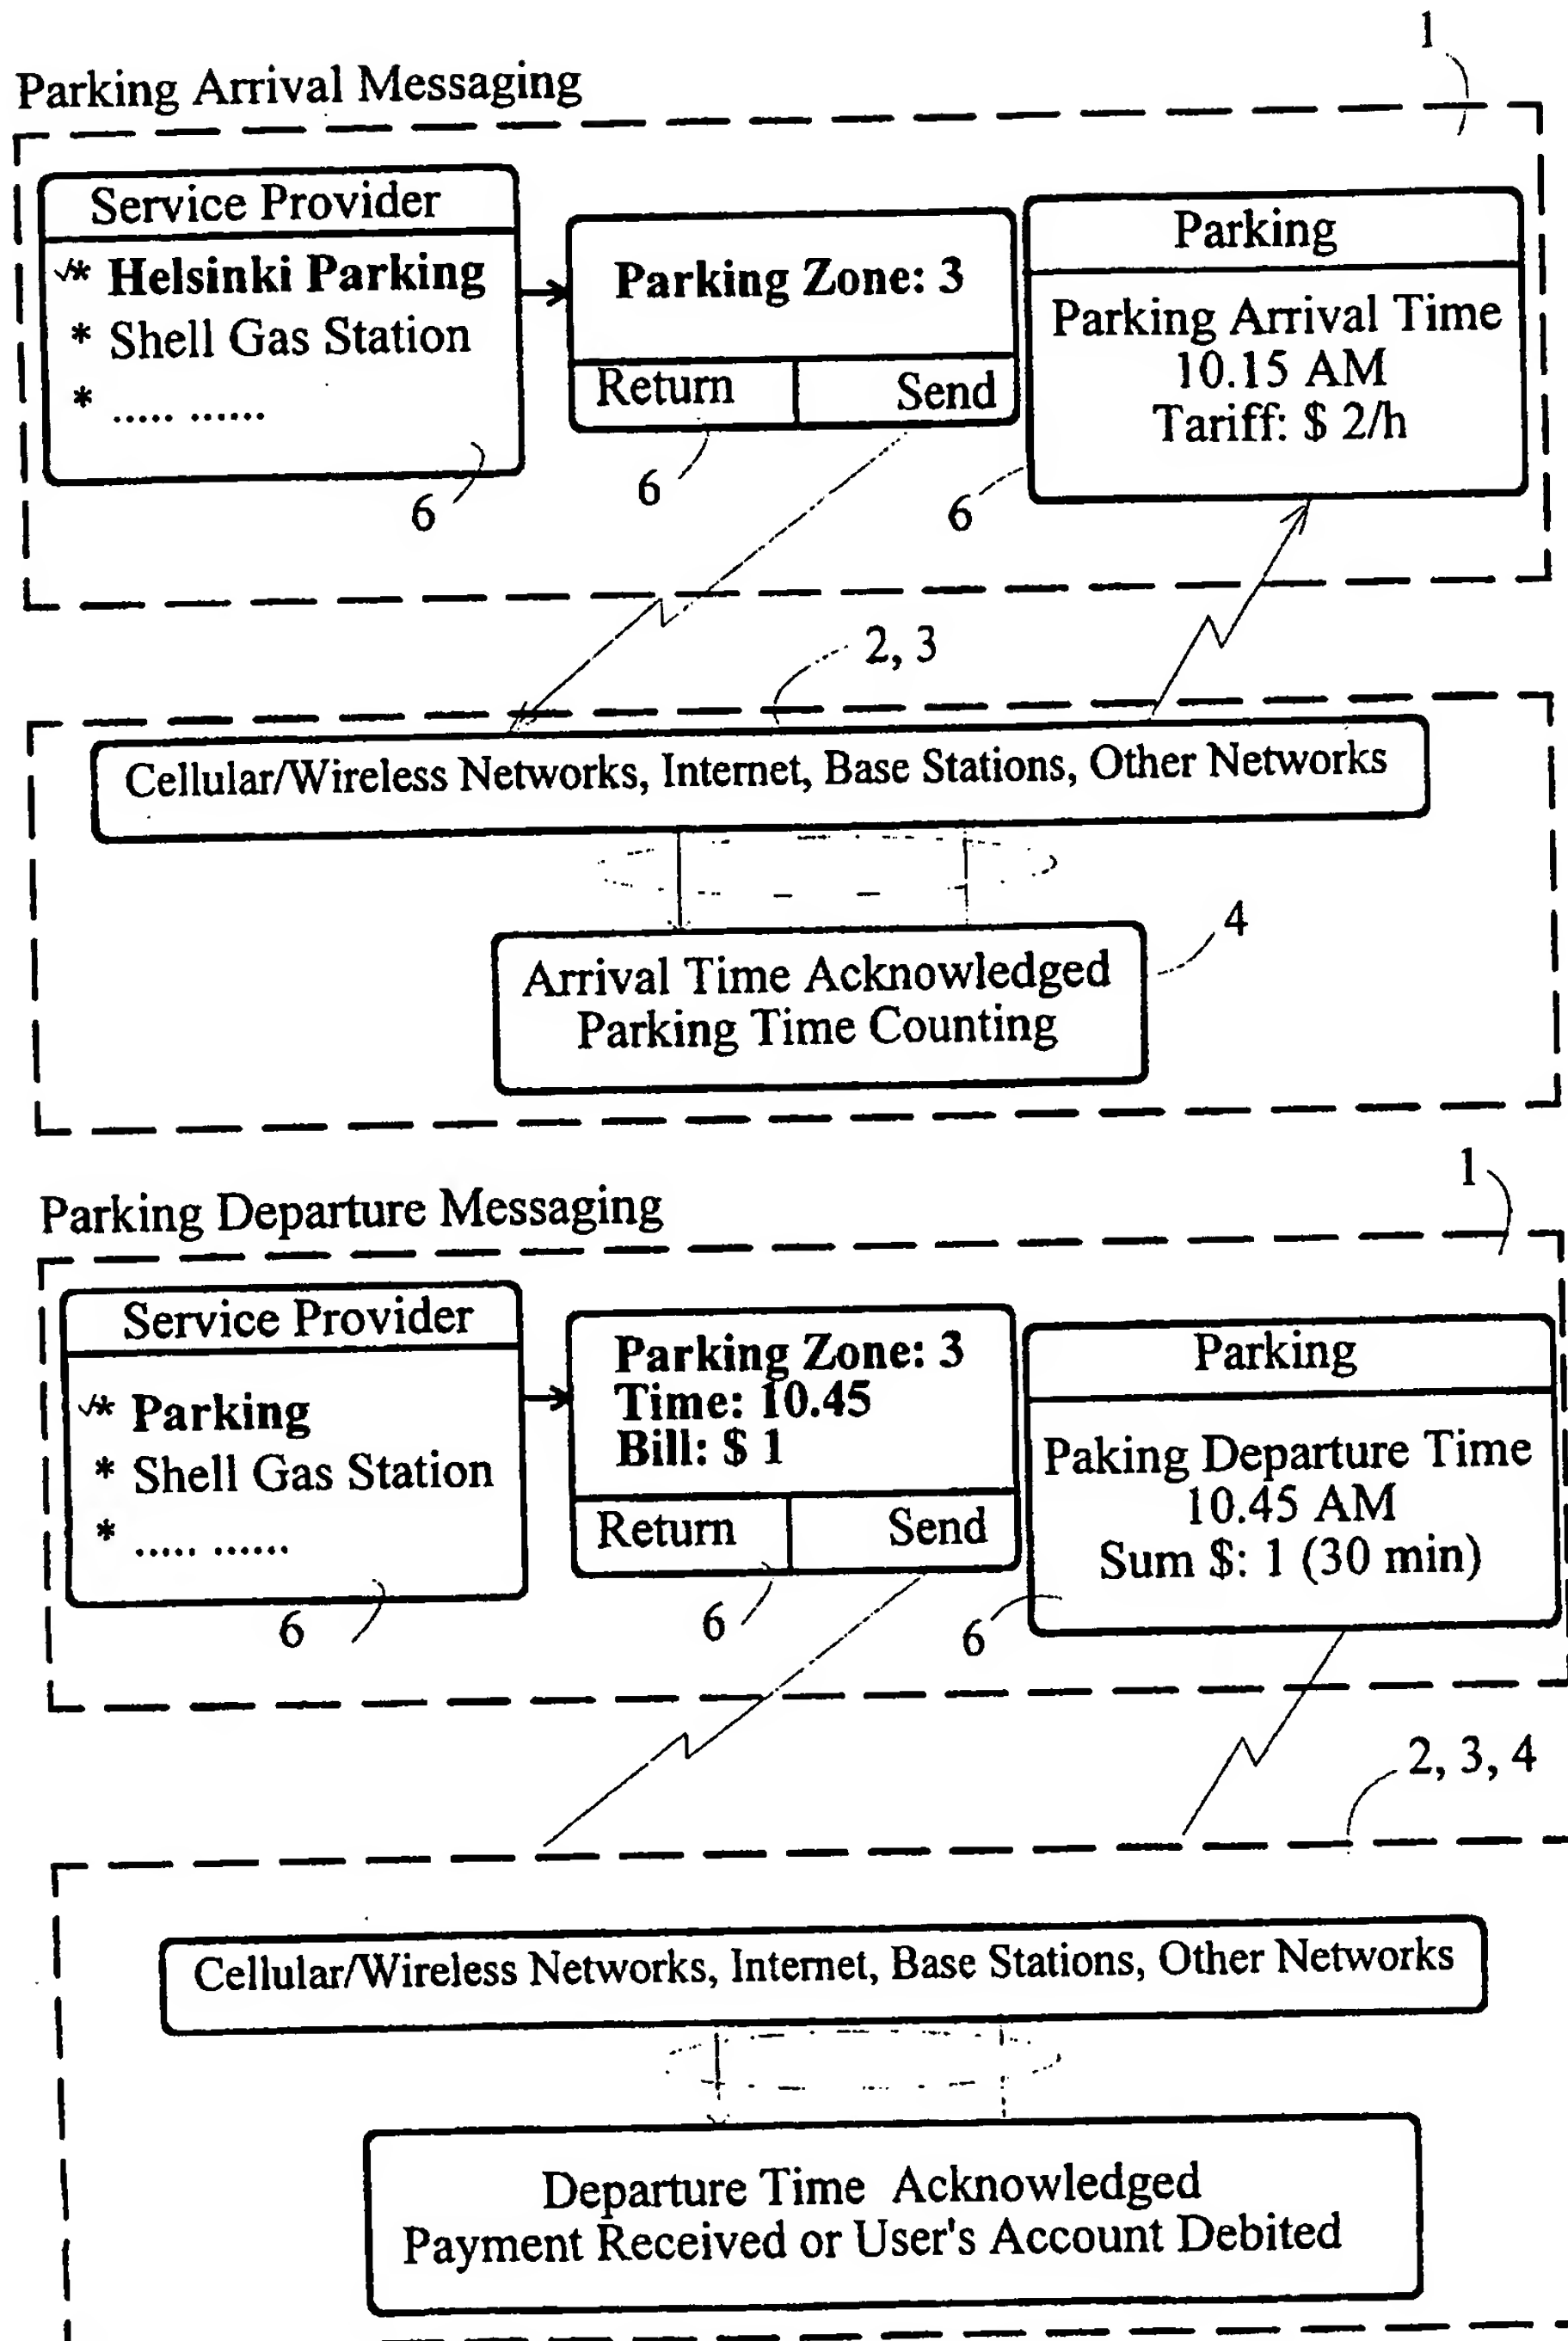 1
Parking Arrival Messaging
Service Provider
√* Helsinki Parking
* Shell Gas Station
* ..... ......
6
Parking Zone: 3
Return Send
6
Parking
Parking Arrival Time
10.15 AM
Tariff: $ 2/h
6
2, 3
Cellular/Wireless Networks, Internet, Base Stations, Other Networks
4
Arrival Time Acknowledged
Parking Time Counting
1
Parking Departure Messaging
Service Provider
√* Parking
* Shell Gas Station
* ..... ......
6
Parking Zone: 3
Time: 10.45
Bill: $ 1
Return Send
6
Parking
Paking Departure Time
10.45 AM
Sum $: 1 (30 min)
6
2, 3, 4
Cellular/Wireless Networks, Internet, Base Stations, Other Networks
Departure Time Acknowledged
Payment Received or User's Account Debited